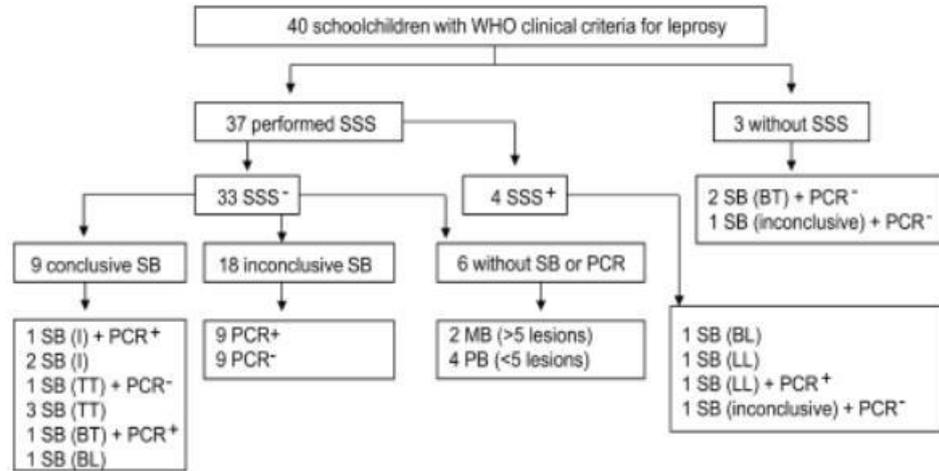 40 schoolchildren with WHO clinical criteria for leprosy
37 performed SSS
3 without SSS
33 SSS⁻
4 SSS⁺
2 SB (BT) + PCR⁻
1 SB (inconclusive) + PCR⁻
9 conclusive SB
18 inconclusive SB
6 without SB or PCR
1 SB (I) + PCR⁺
2 SB (I)
1 SB (TT) + PCR⁻
3 SB (TT)
1 SB (BT) + PCR⁺
1 SB (BL)
9 PCR+
9 PCR⁻
2 MB (>5 lesions)
4 PB (<5 lesions)
1 SB (BL)
1 SB (LL)
1 SB (LL) + PCR⁺
1 SB (inconclusive) + PCR⁻